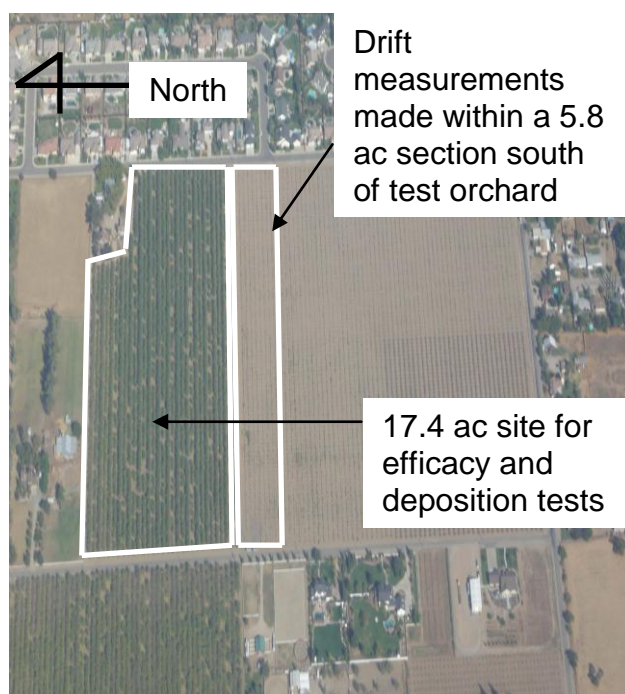 North
Drift
measurements
made within a 5.8
ac section south
of test orchard
17.4 ac site for
efficacy and
deposition tests